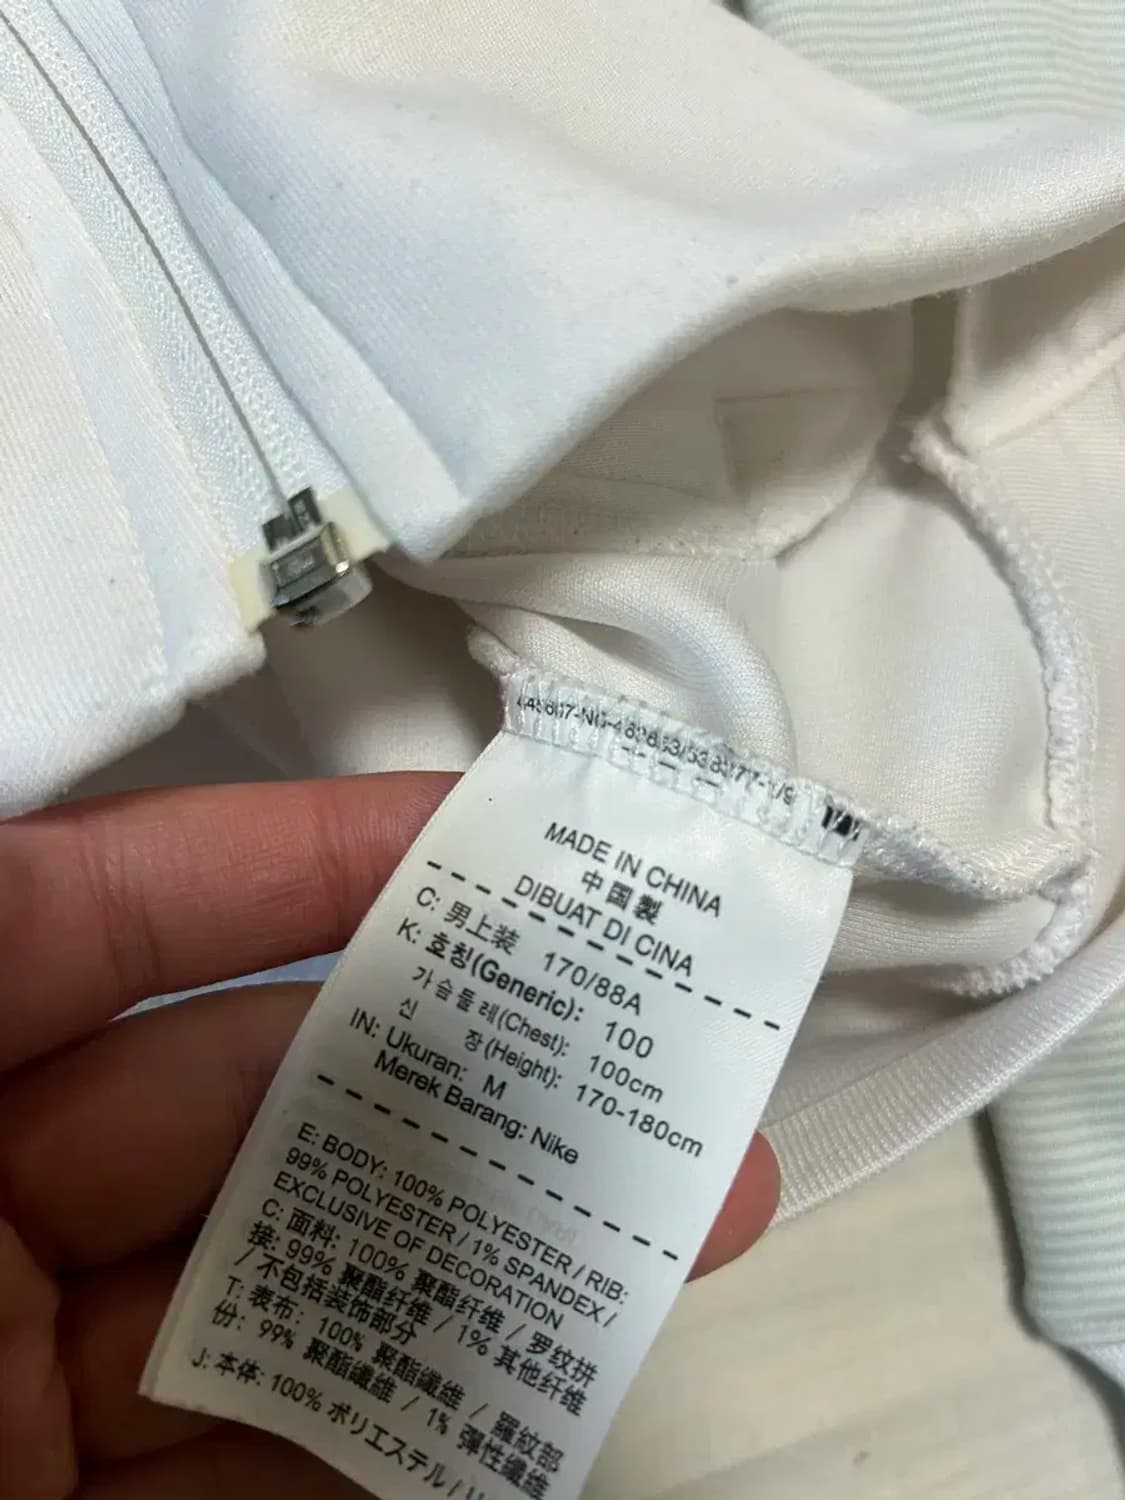 MADE IN CHINA
中国製
DIBUAT DI CINA
C: 男上装 170/88A
K: 호칭(Generic): 100
가슴둘레(Chest): 100cm
신 장(Height): 170-180cm
IN: Ukuran: M
Merek Barang: Nike
E: BODY: 100% POLYESTER / RIB:
99% POLYESTER / 1% SPANDEX /
EXCLUSIVE OF DECORATION
C: 面料: 100% 聚酯纤维 / 罗纹拼
接: 99% 聚酯纤维 / 1% 其他纤维
/ 不包括装饰部分
T: 表布: 100% 聚酯纖維 / 羅紋部
份: 99% 聚酯纖維 / 1% 彈性纖維
J: 本体: 100% ポリエステル /